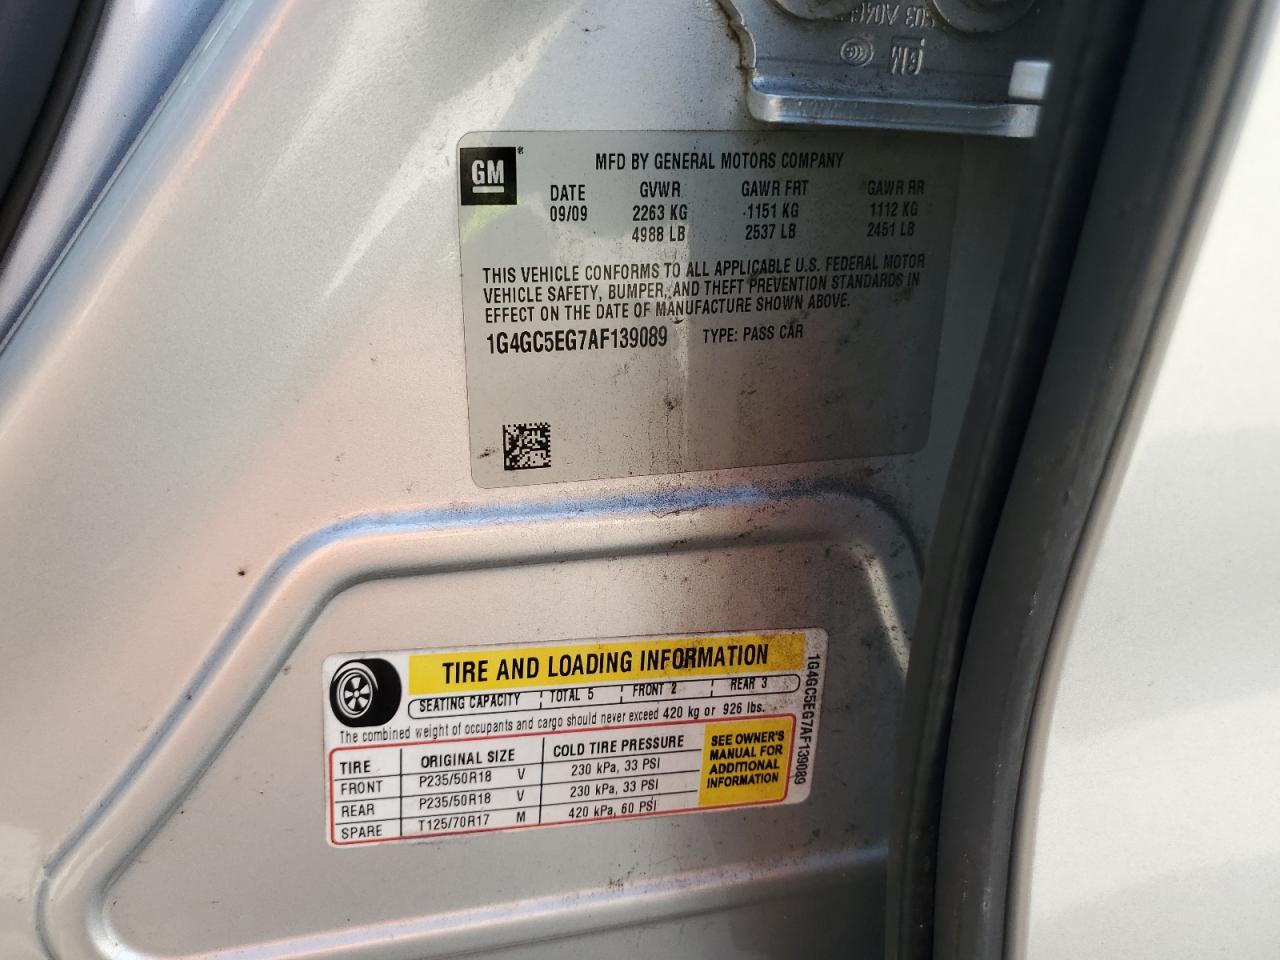 GM ®
MFD BY GENERAL MOTORS COMPANY
DATE GVWR GAWR FRT GAWR RR
09/09 2263 KG 1151 KG 1112 KG
4988 LB 2537 LB 2451 LB
THIS VEHICLE CONFORMS TO ALL APPLICABLE U.S. FEDERAL MOTOR
VEHICLE SAFETY, BUMPER, AND THEFT PREVENTION STANDARDS IN
EFFECT ON THE DATE OF MANUFACTURE SHOWN ABOVE.
1G4GC5EG7AF139089 TYPE: PASS CAR
TIRE AND LOADING INFORMATION
SEATING CAPACITY TOTAL 5 FRONT 2 REAR 3
The combined weight of occupants and cargo should never exceed 420 kg or 926 lbs.
TIRE ORIGINAL SIZE COLD TIRE PRESSURE
FRONT P235/50R18 V 230 kPa, 33 PSI
REAR P235/50R18 V 230 kPa, 33 PSI
SPARE T125/70R17 M 420 kPa, 60 PSI
SEE OWNER'S
MANUAL FOR
ADDITIONAL
INFORMATION
1G4GC5EG7AF139089